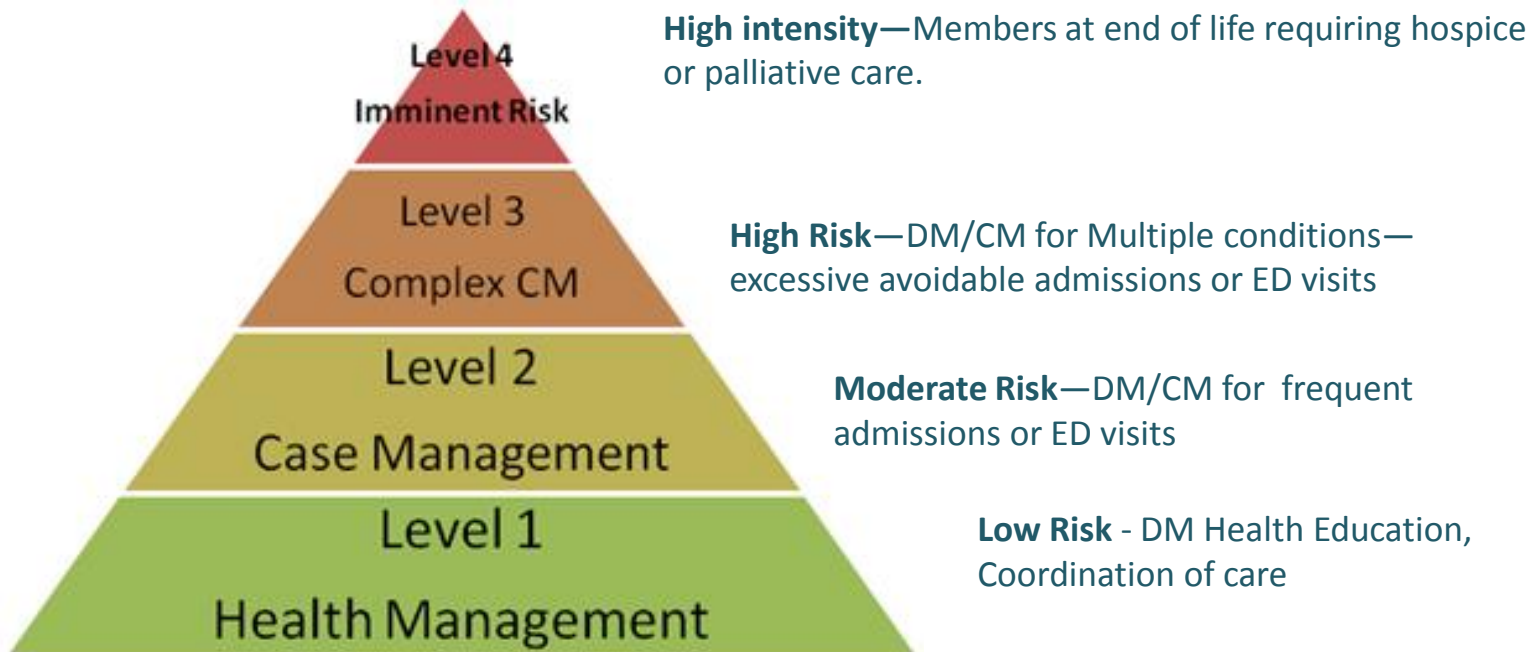 Level 4
Imminent Risk
High intensity—Members at end of life requiring hospice
or palliative care.
Level 3
Complex CM
High Risk—DM/CM for Multiple conditions—
excessive avoidable admissions or ED visits
Level 2
Case Management
Moderate Risk—DM/CM for  frequent
admissions or ED visits
Level 1
Health Management
Low Risk - DM Health Education,
Coordination of care